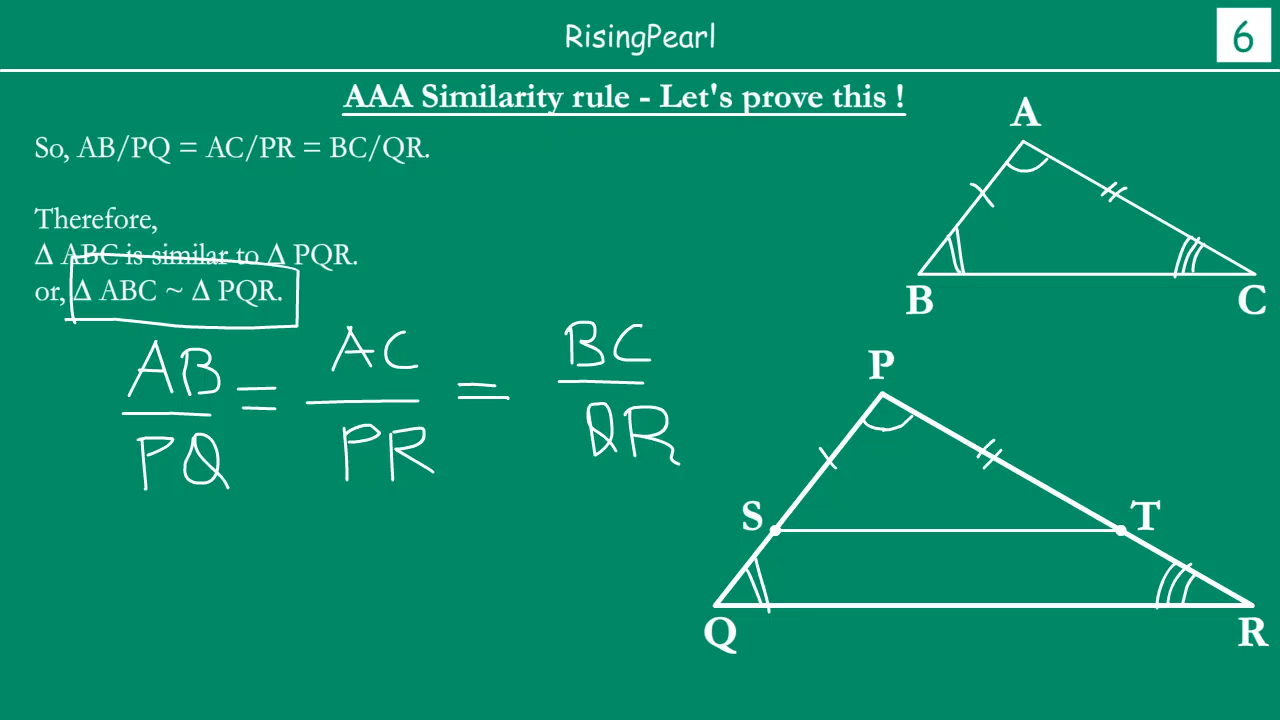 RisingPearl
6
AAA Similarity rule - Let's prove this !
So, AB/PQ = AC/PR = BC/QR.
Therefore,
Δ ABC is similar to Δ PQR.
or, Δ ABC ~ Δ PQR.
AB/PQ = AC/PR = BC/QR
A
B
C
P
S
T
Q
R